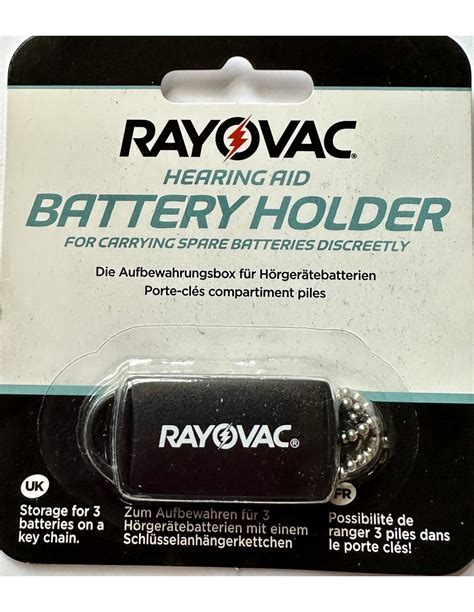 RAYOVAC®
HEARING AID
BATTERY HOLDER
FOR CARRYING SPARE BATTERIES DISCREETLY
Die Aufbewahrungsbox für Hörgerätebatterien
Porte-clés compartiment piles
RAYOVAC®
UK
Storage for 3
batteries on a
key chain.
Zum Aufbewahren für 3
Hörgerätebatterien mit einem
Schlüsselanhängerkettchen
FR
Possibilité de
ranger 3 piles dans
le porte clés!